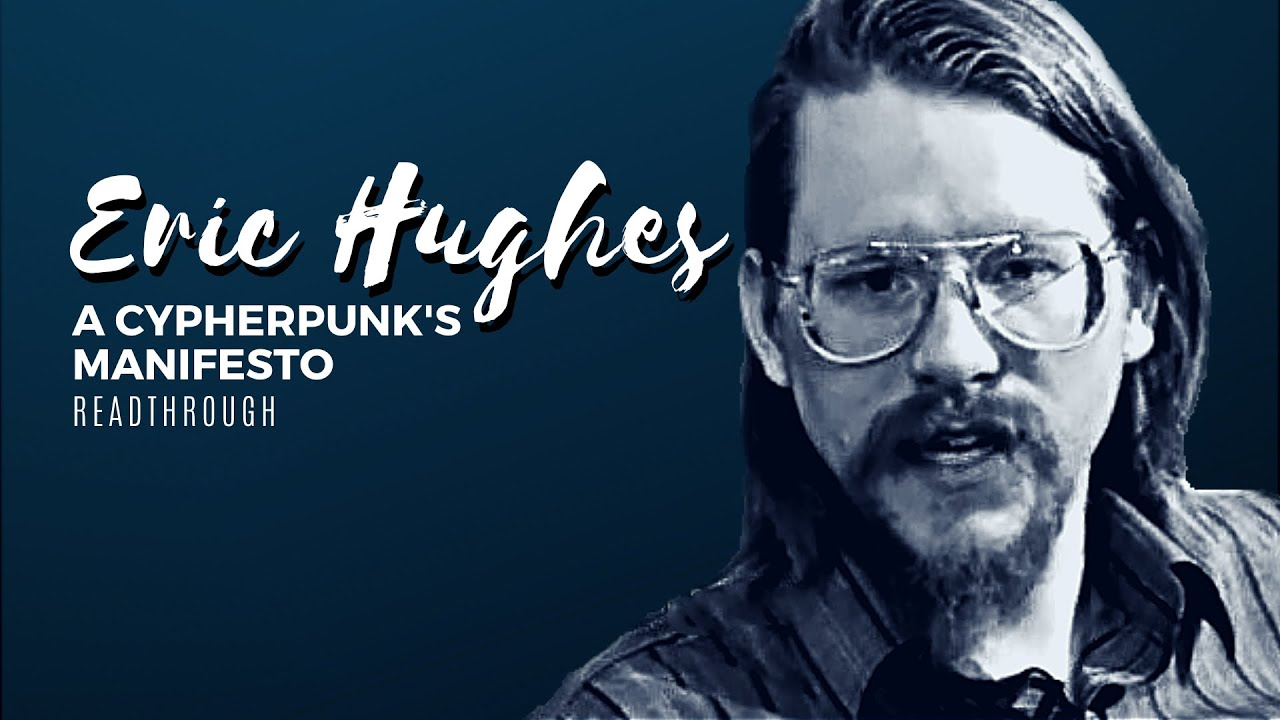 Eric Hughes
A CYPHERPUNK'S
MANIFESTO
READTHROUGH